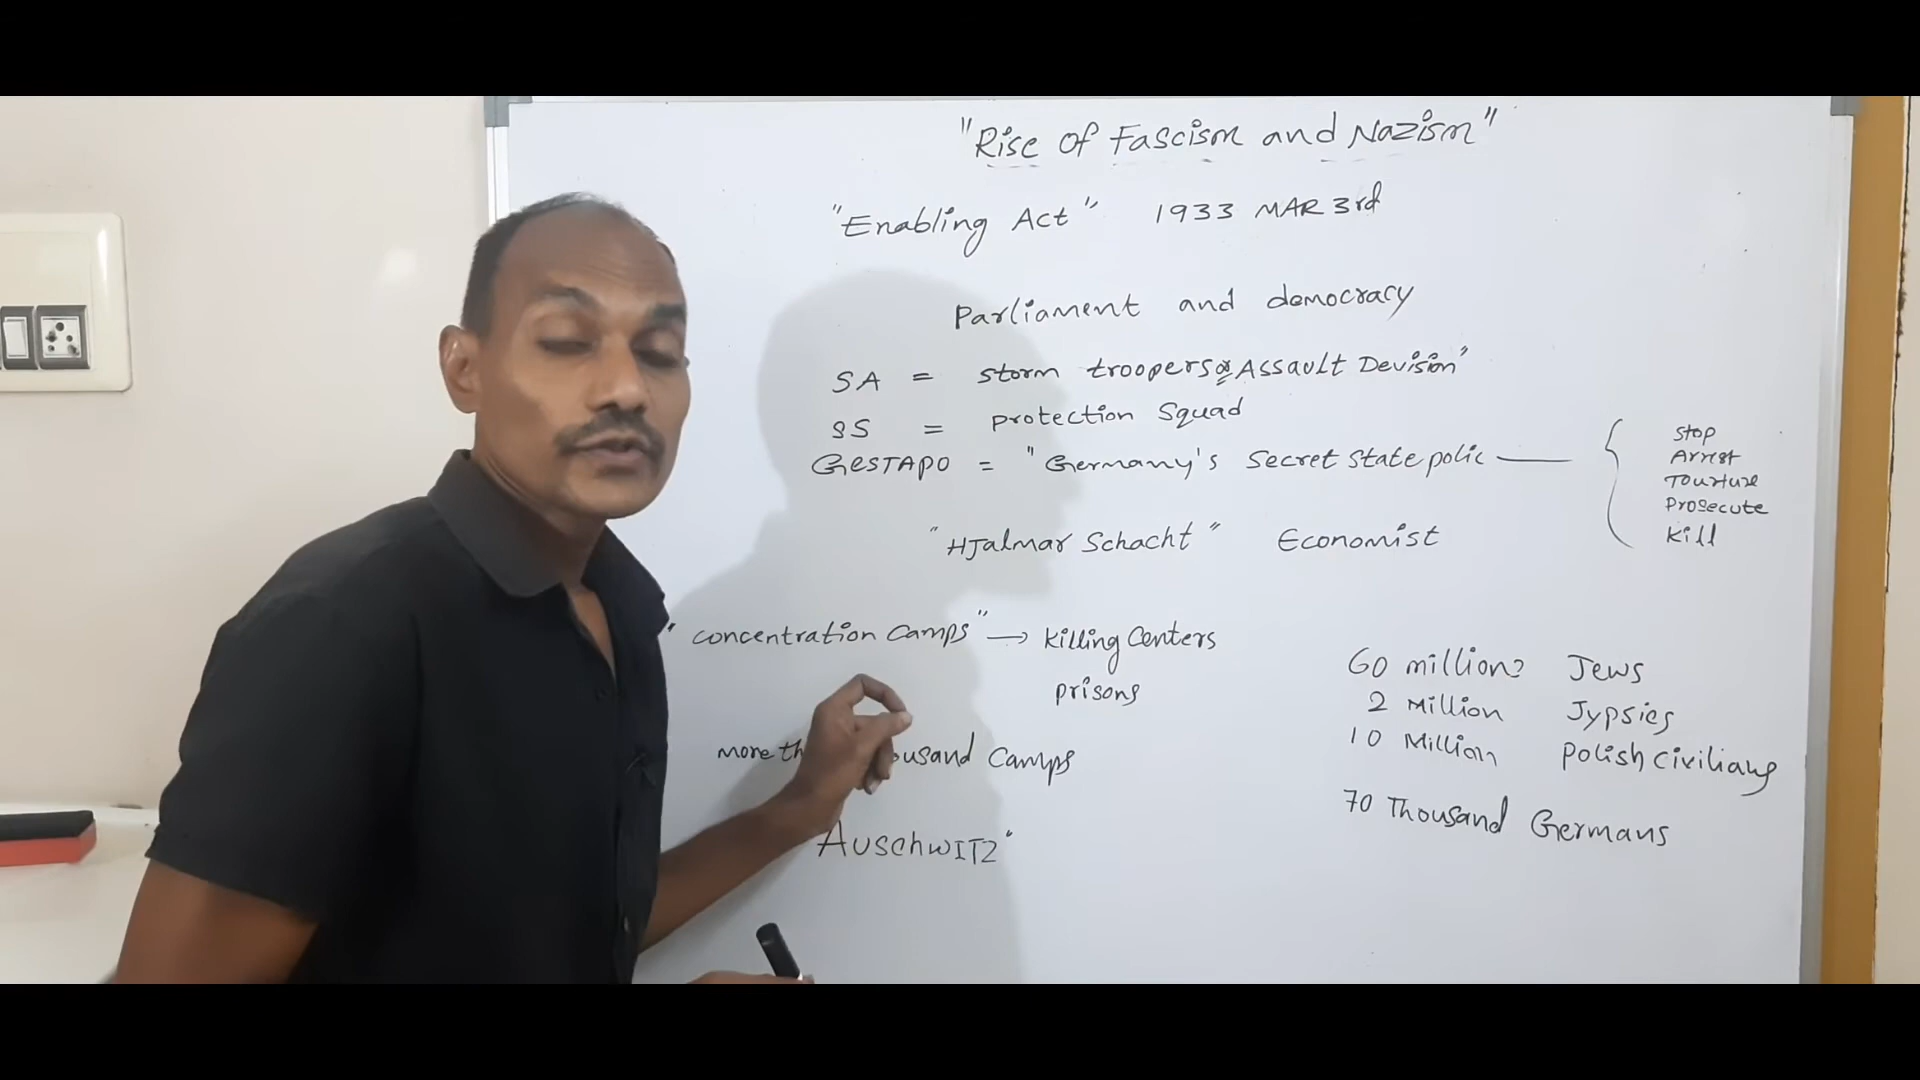 "Rise of Fascism and Nazism"
"Enabling Act" 1933 MAR 3rd
Parliament and democracy
SA = storm troopers or Assault Devision"
SS = protection Squad
GESTAPO = "Germany's Secret State polic
Stop
Arrest
Tourture
Prosecute
Kill
"HJalmar Schacht" Economist
"concentration camps" → killing centers
prisons
more th ousand camps
Auschwitz"
60 millions Jews
2 Million Jypsies
10 Million polish civilians
70 Thousand Germans